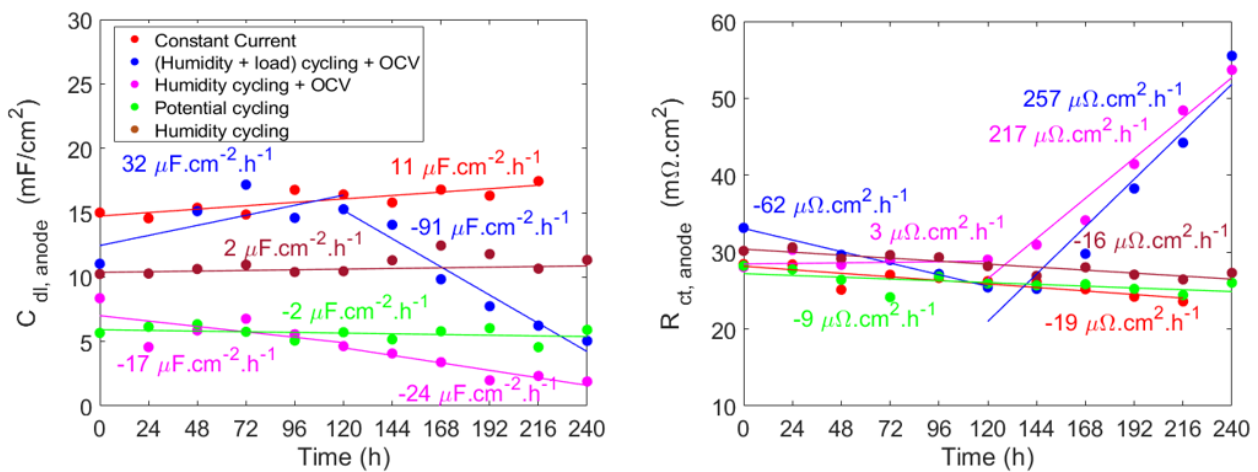 C dl, anode (mF/cm²)
30
25
20
15
10
5
0
Constant Current
(Humidity + load) cycling + OCV
Humidity cycling + OCV
Potential cycling
Humidity cycling
32 μF.cm⁻².h⁻¹
11 μF.cm⁻².h⁻¹
-91 μF.cm⁻².h⁻¹
2 μF.cm⁻².h⁻¹
-2 μF.cm⁻².h⁻¹
-17 μF.cm⁻².h⁻¹
-24 μF.cm⁻².h⁻¹
0 24 48 72 96 120 144 168 192 216 240
Time (h)
R ct, anode (mΩ.cm²)
60
50
40
30
20
10
257 μΩ.cm².h⁻¹
217 μΩ.cm².h⁻¹
-62 μΩ.cm².h⁻¹
3 μΩ.cm².h⁻¹
-16 μΩ.cm².h⁻¹
-9 μΩ.cm².h⁻¹
-19 μΩ.cm².h⁻¹
0 24 48 72 96 120 144 168 192 216 240
Time (h)